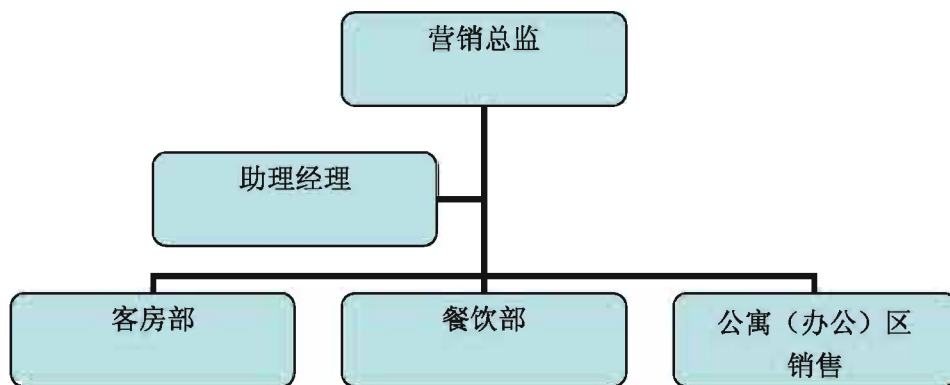 营销总监
助理经理
客房部
餐饮部
公寓（办公）区
销售